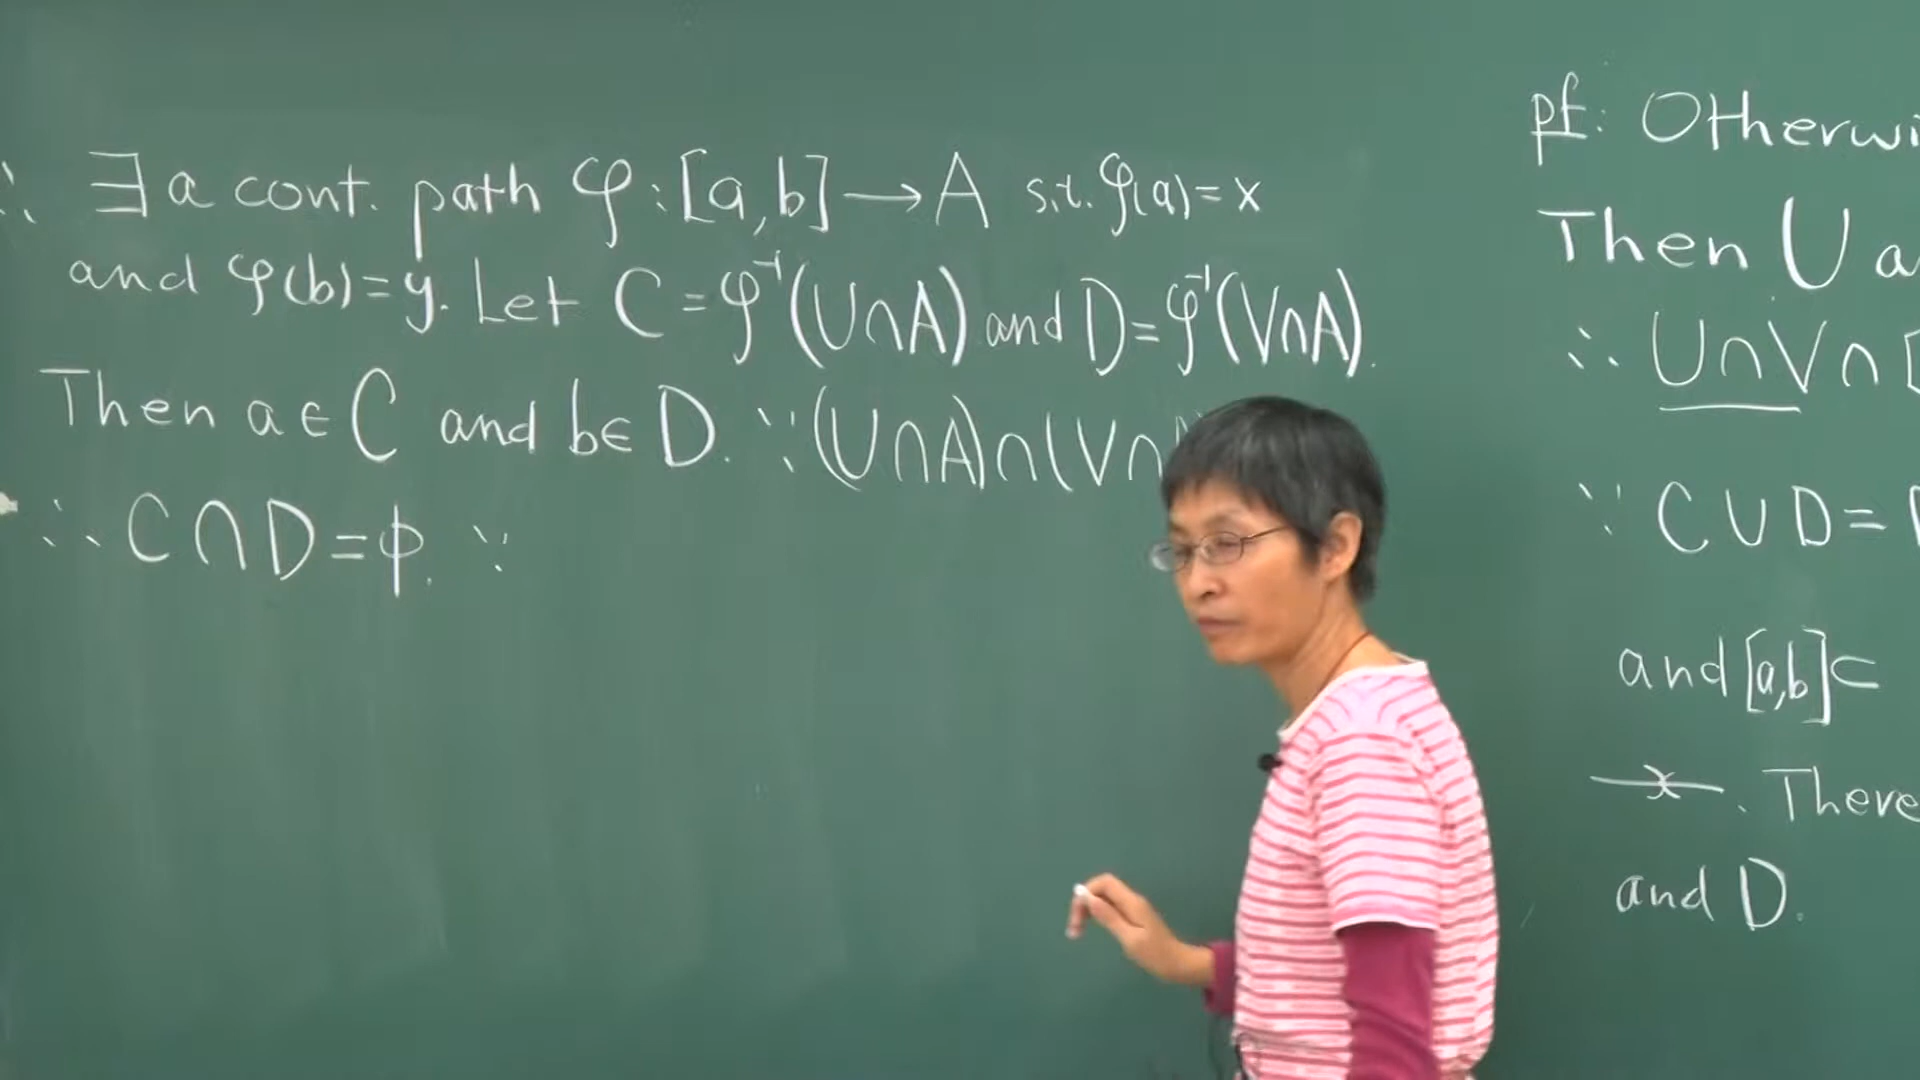 ∴ ∃ a cont. path φ : [a,b] → A s.t. φ(a) = x
and φ(b) = y. Let C = φ⁻¹(U∩A) and D = φ⁻¹(V∩A).
Then a ∈ C and b ∈ D. ∵ (U∩A)∩(V∩
∴ C∩D = ϕ. ∵
pf: Otherwi
Then U a
∴ U∩V∩[
∵ C∪D =
and [a,b] ⊂
. There
and D.